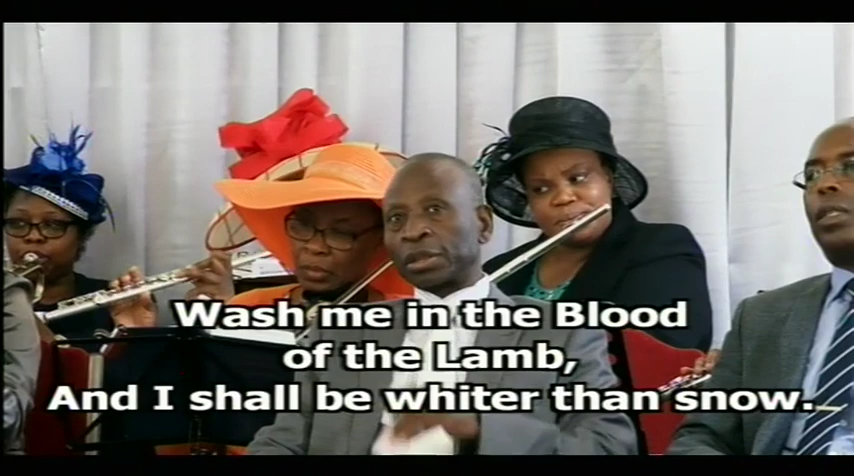 Wash me in the Blood
of the Lamb,
And I shall be whiter than snow.